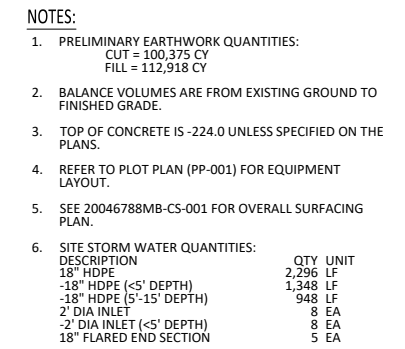 NOTES:
1. PRELIMINARY EARTHWORK QUANTITIES:
CUT = 100,375 CY
FILL = 112,918 CY
2. BALANCE VOLUMES ARE FROM EXISTING GROUND TO
FINISHED GRADE.
3. TOP OF CONCRETE IS -224.0 UNLESS SPECIFIED ON THE
PLANS.
4. REFER TO PLOT PLAN (PP-001) FOR EQUIPMENT
LAYOUT.
5. SEE 20046788MB-CS-001 FOR OVERALL SURFACING
PLAN.
6. SITE STORM WATER QUANTITIES:
DESCRIPTION QTY UNIT
18" HDPE 2,296 LF
-18" HDPE (<5' DEPTH) 1,348 LF
-18" HDPE (5'-15' DEPTH) 948 LF
2' DIA INLET 8 EA
-2' DIA INLET (<5' DEPTH) 8 EA
18" FLARED END SECTION 5 EA